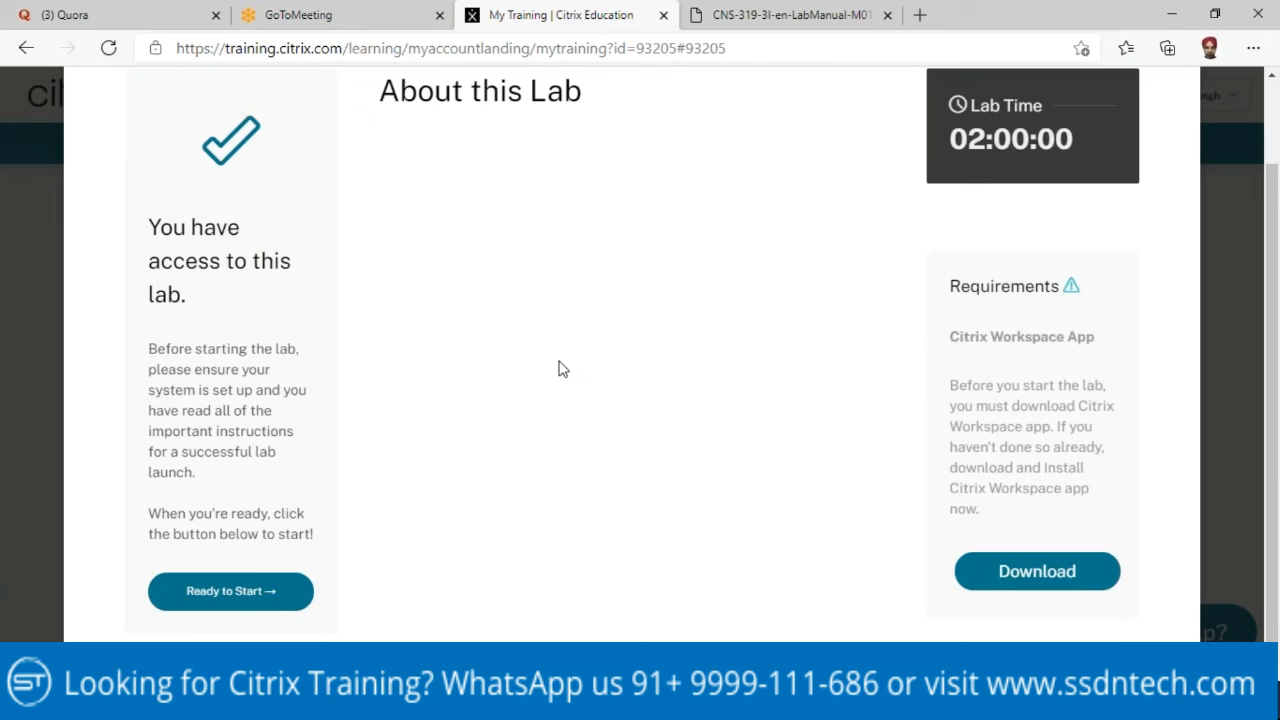 (3) Quora
GoToMeeting
My Training | Citrix Education
CNS-319-3I-en-LabManual-M01
https://training.citrix.com/learning/myaccountlanding/mytraining?id=93205#93205
About this Lab
You have
access to this
lab.
Before starting the lab,
please ensure your
system is set up and you
have read all of the
important instructions
for a successful lab
launch.
When you're ready, click
the button below to start!
Ready to Start →
Lab Time
02:00:00
Requirements
Citrix Workspace App
Before you start the lab,
you must download Citrix
Workspace app. If you
haven't done so already,
download and Install
Citrix Workspace app
now.
Download
p?
ST Looking for Citrix Training? WhatsApp us 91+ 9999-111-686 or visit www.ssdntech.com